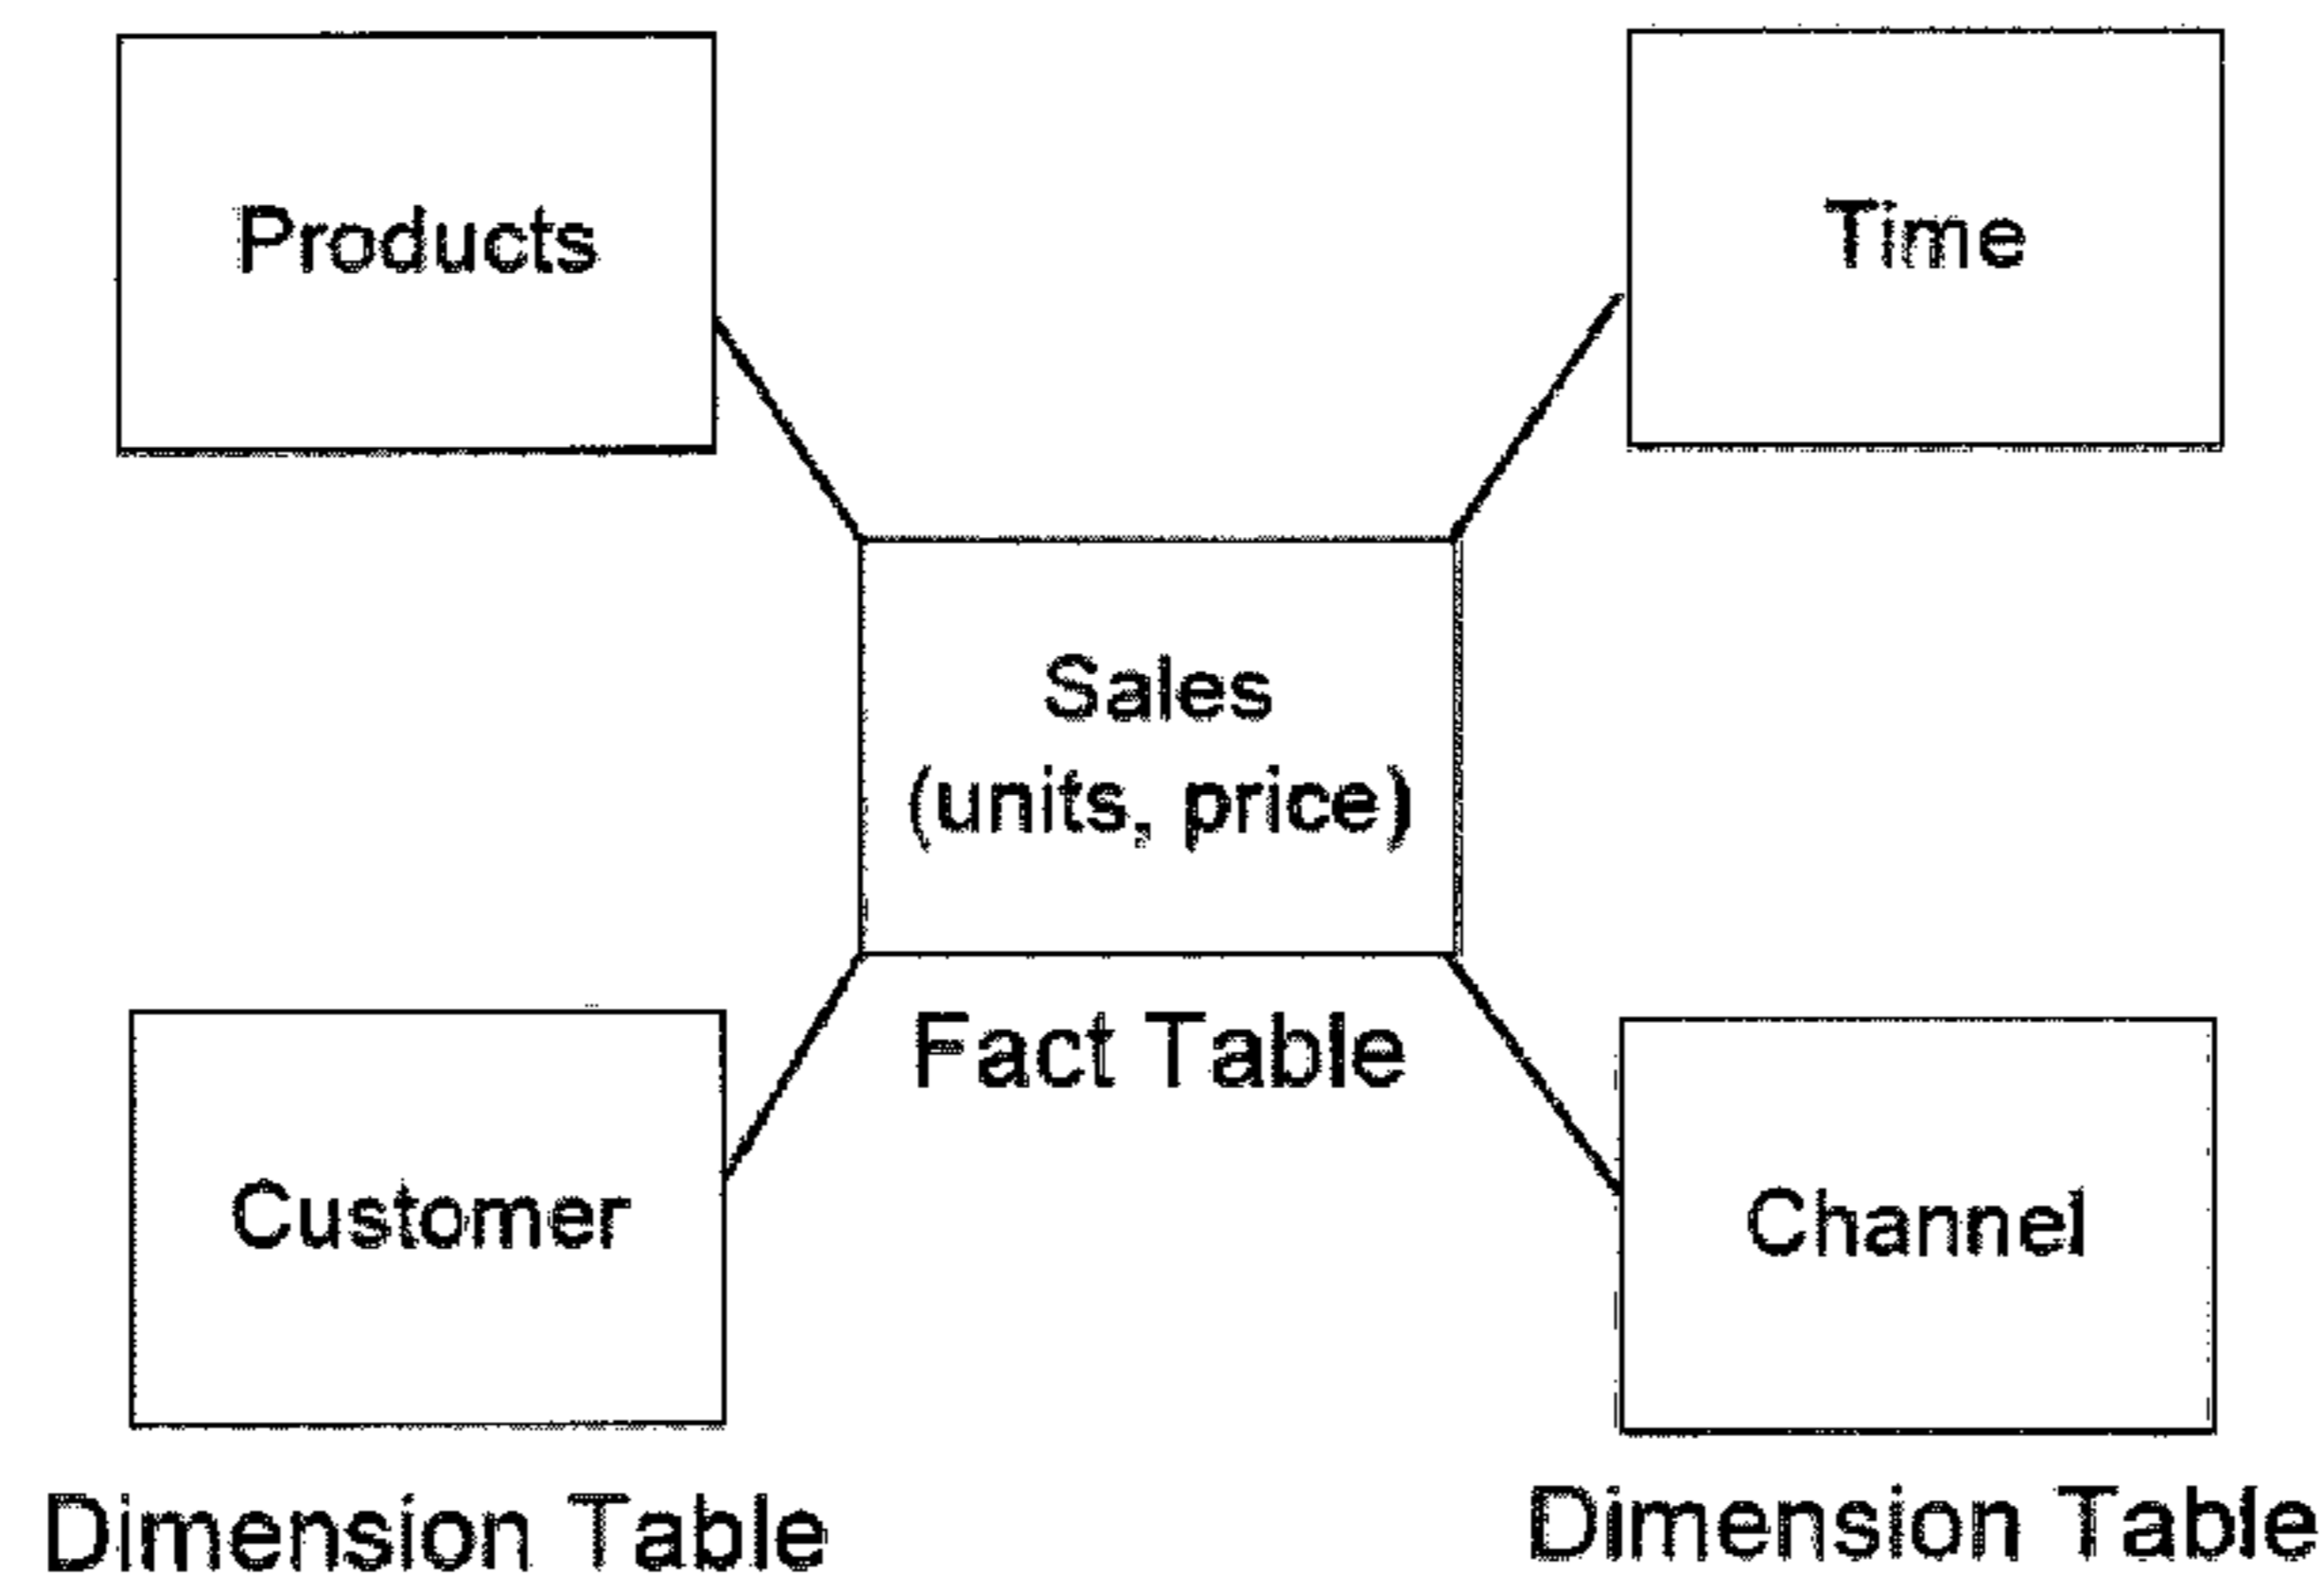 Products
Time
Sales
(units, price)
Fact Table
Customer
Channel
Dimension Table
Dimension Table